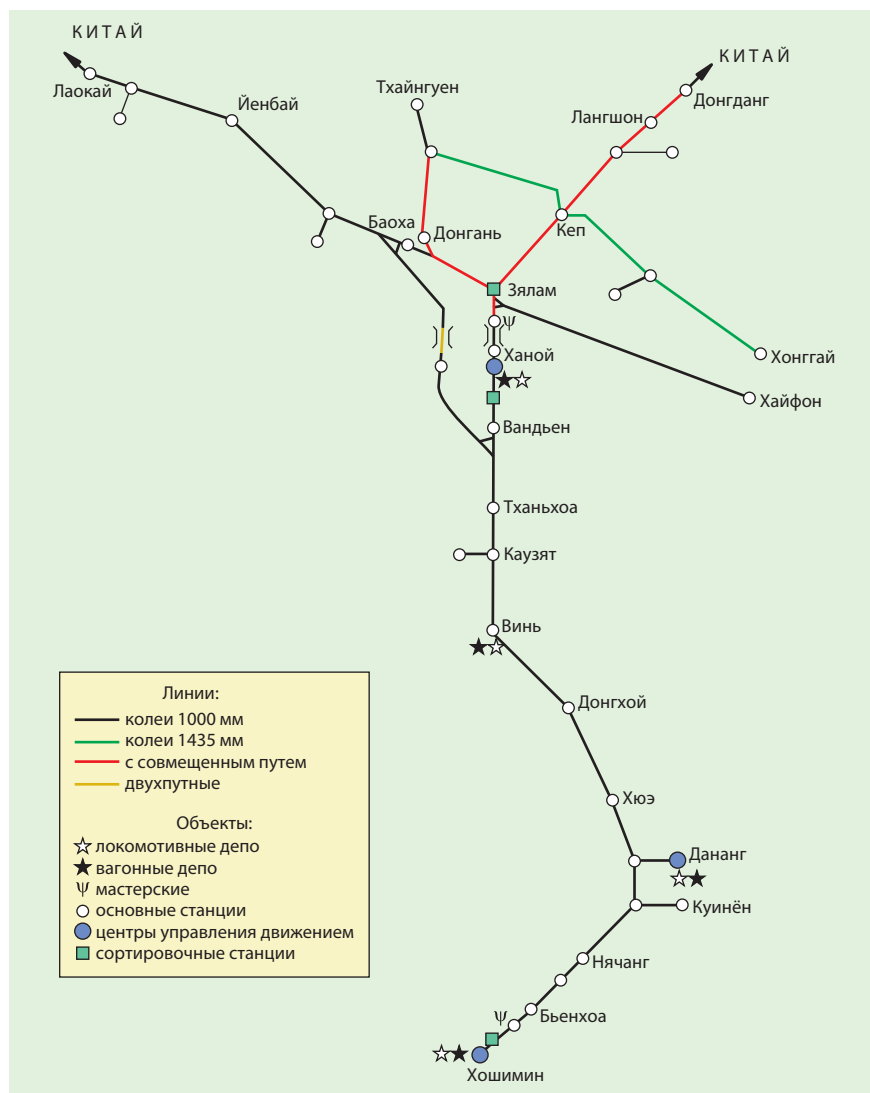 КИТАЙ
КИТАЙ
Лаокай
Йенбай
Тхайнгуен
Донгданг
Лангшон
Баоха
Донгань
Кеп
Зялам
Ψ
Ханой
Хонггай
Хайфон
Вандьен
Тханьхоа
Каузят
Винь
Донгхой
Хюэ
Дананг
Куинён
Нячанг
Ψ
Бьенхоа
Хошимин
Линии:
колеи 1000 мм
колеи 1435 мм
с совмещенным путем
двухпутные
Объекты:
локомотивные депо
вагонные депо
Ψ мастерские
основные станции
центры управления движением
сортировочные станции